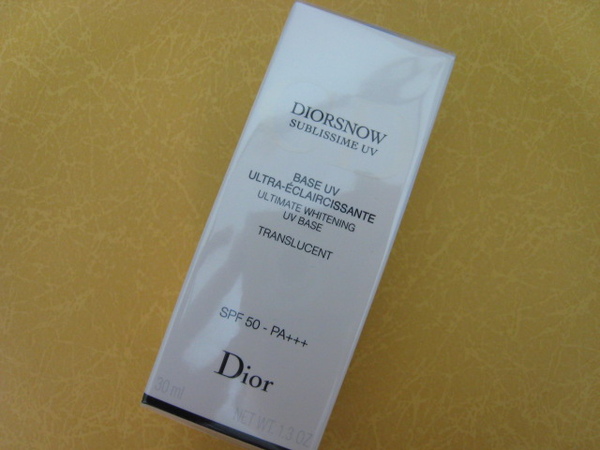 DIORSNOW
SUBLISSIME UV
BASE UV
ULTRA-ÉCLAIRCISSANTE
ULTIMATE WHITENING
UV BASE
TRANSLUCENT
SPF 50 - PA+++
Dior
30 ml
NET WT. 1.3 OZ